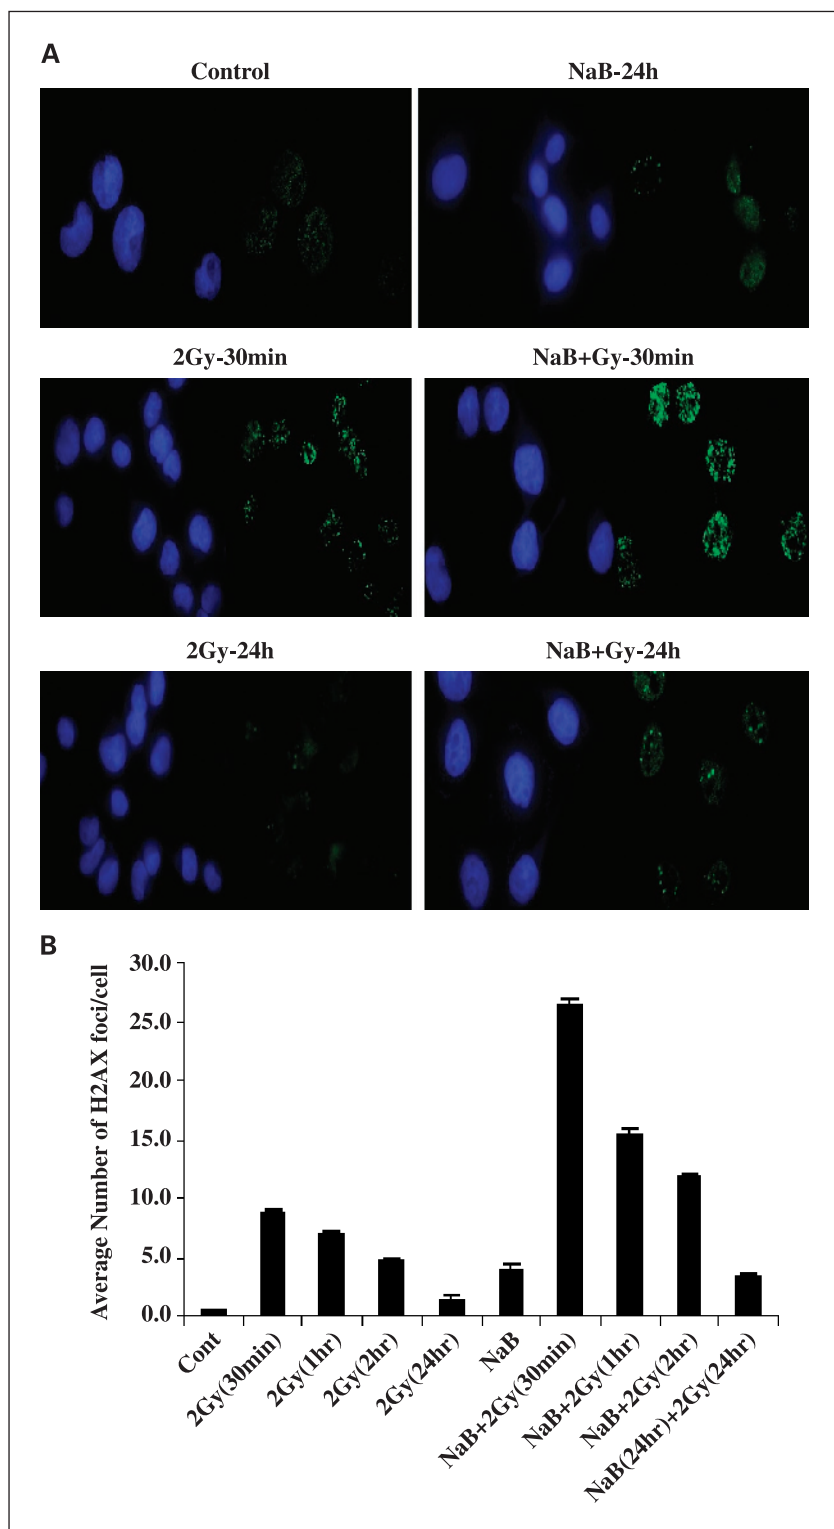 A
Control
NaB-24h
2Gy-30min
NaB+Gy-30min
2Gy-24h
NaB+Gy-24h
B
Average Number of H2AX foci/cell
30.0
25.0
20.0
15.0
10.0
5.0
0.0
Cont
2Gy(30min)
2Gy(1hr)
2Gy(2hr)
2Gy(24hr)
NaB
NaB+2Gy(30min)
NaB+2Gy(1hr)
NaB+2Gy(2hr)
NaB(24hr)+2Gy(24hr)